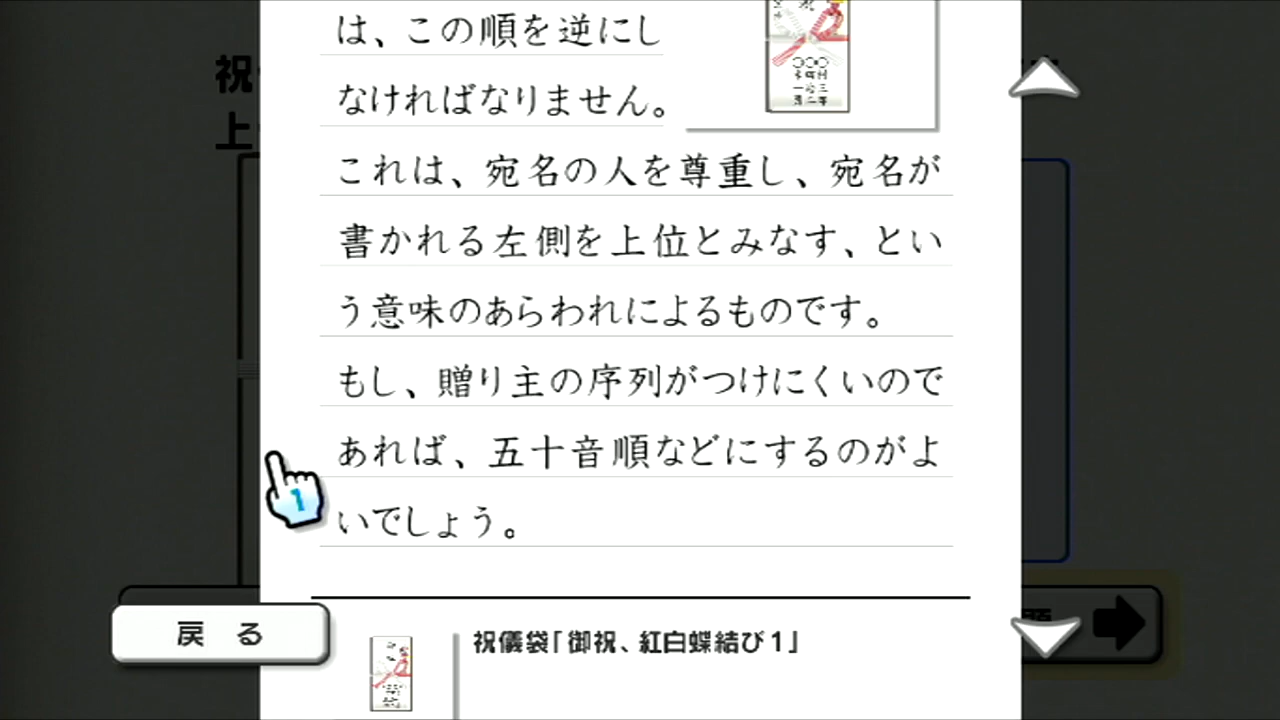 は、この順を逆にし
なければなりません。
これは、宛名の人を尊重し、宛名が
書かれる左側を上位とみなす、とい
う意味のあらわれによるものです。
もし、贈り主の序列がつけにくいので
あれば、五十音順などにするのがよ
いでしょう。
戻る
祝儀袋「御祝、紅白蝶結び1」
祝
上
1